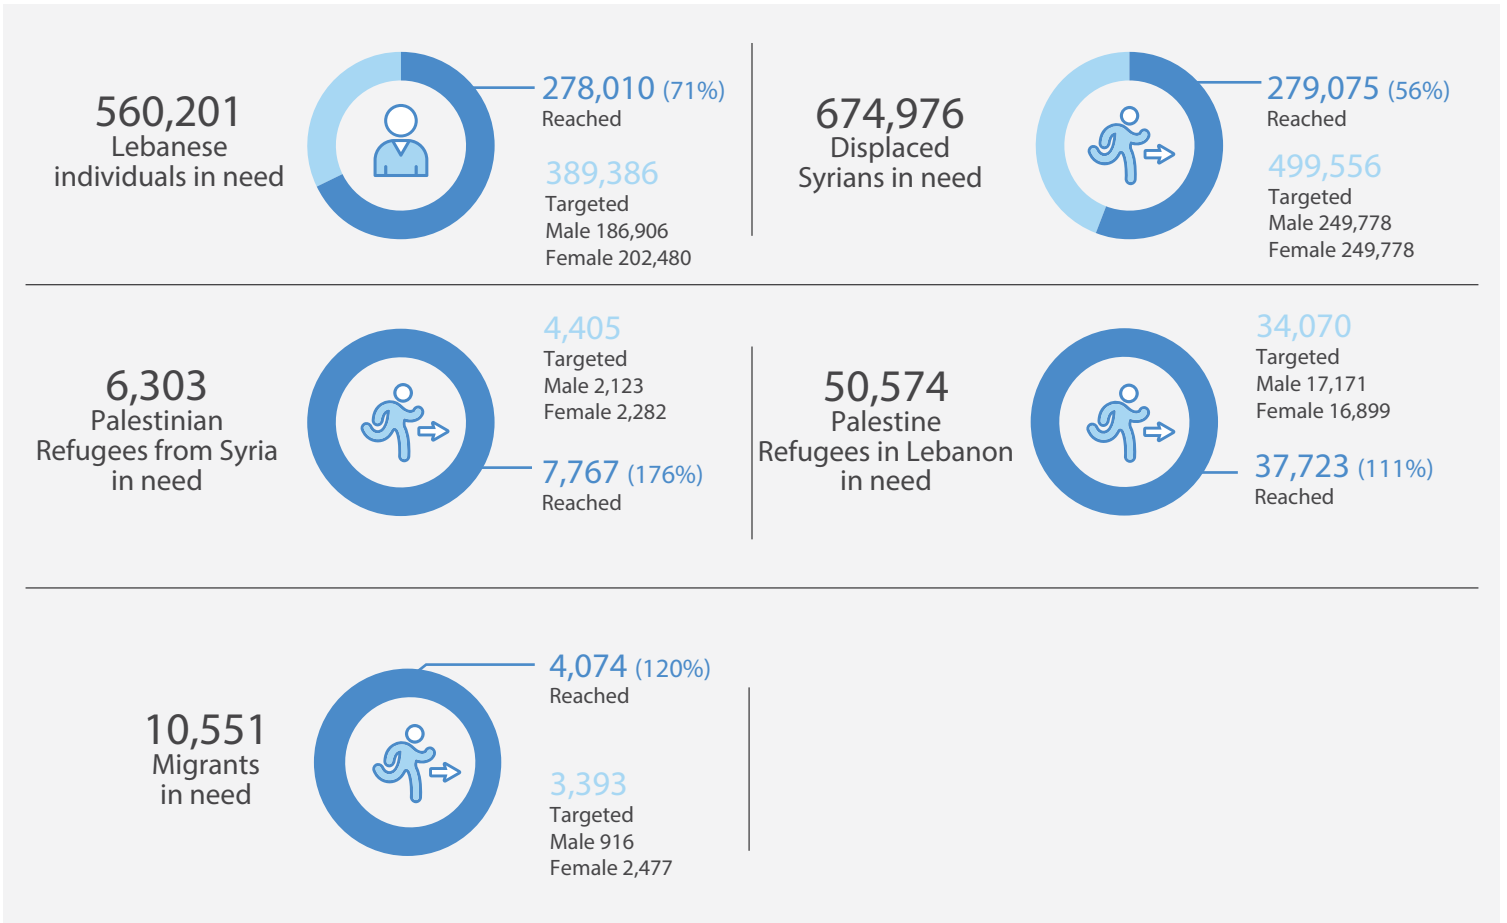 560,201
Lebanese
individuals in need
278,010 (71%)
Reached
389,386
Targeted
Male 186,906
Female 202,480
674,976
Displaced
Syrians in need
279,075 (56%)
Reached
499,556
Targeted
Male 249,778
Female 249,778
6,303
Palestinian
Refugees from Syria
in need
4,405
Targeted
Male 2,123
Female 2,282
7,767 (176%)
Reached
50,574
Palestine
Refugees in Lebanon
in need
34,070
Targeted
Male 17,171
Female 16,899
37,723 (111%)
Reached
10,551
Migrants
in need
4,074 (120%)
Reached
3,393
Targeted
Male 916
Female 2,477